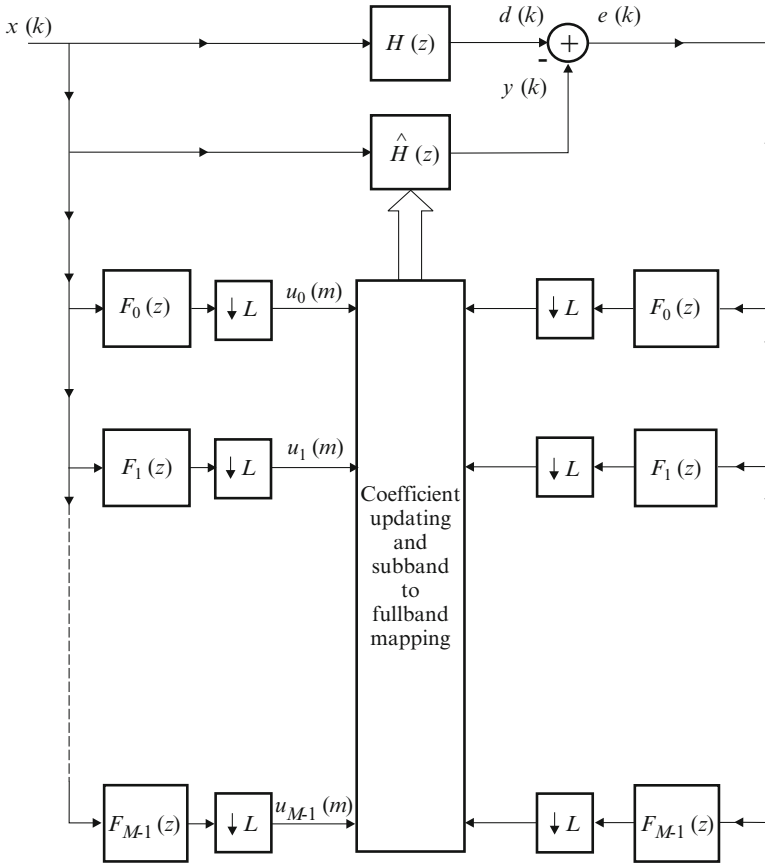 x (k)
H (z)
d (k)
+
e (k)
-
y (k)
^
H (z)
F0 (z)
↓ L
u0 (m)
↓ L
F0 (z)
F1 (z)
↓ L
u1 (m)
↓ L
F1 (z)
Coefficient
updating
and
subband
to
fullband
mapping
FM-1 (z)
↓ L
uM-1 (m)
↓ L
FM-1 (z)